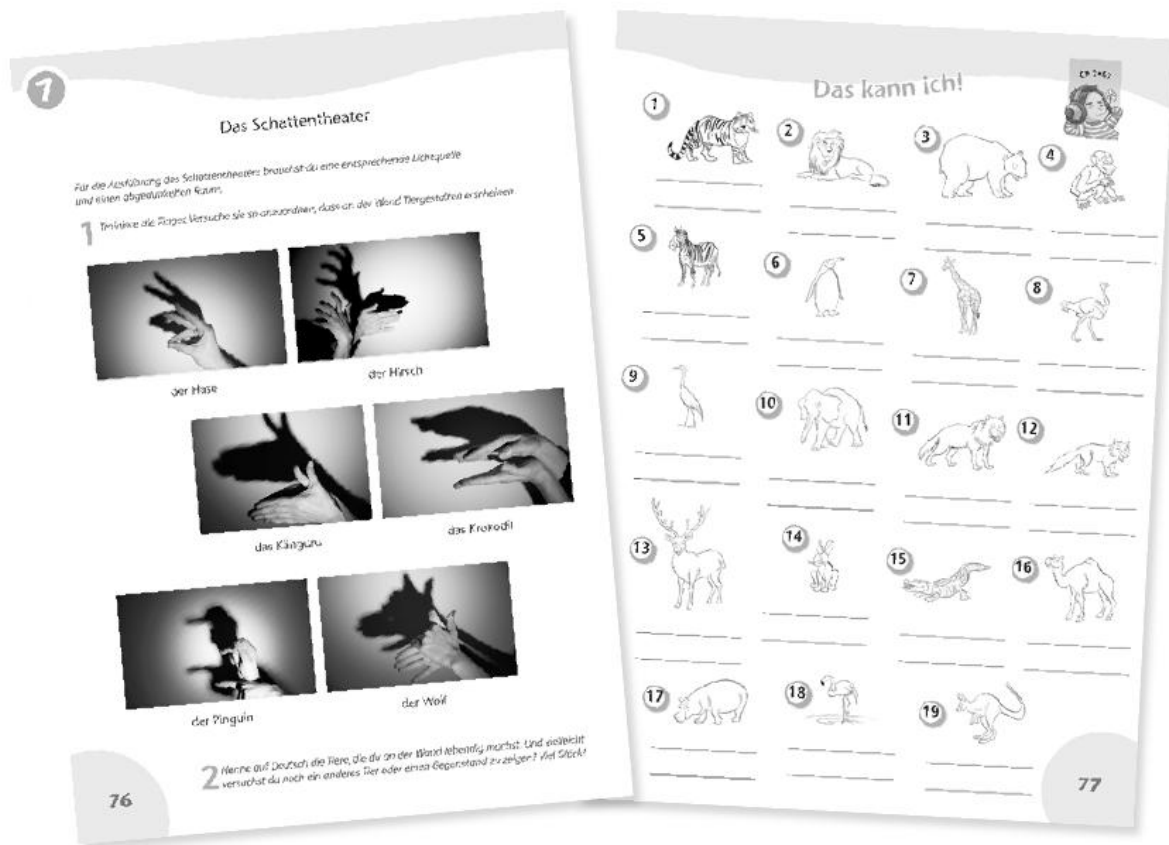 7
Das Schattentheater
Für die Ausführung des Schattentheaters brauchst du eine entsprechende Lichtquelle
und einen abgedunkelten Raum.
1 Trainiere die Finger. Versuche sie so anzuordnen, dass an der Wand Tiergestalten erscheinen
der Hase
der Hirsch
das Känguru
das Krokodil
der Pinguin
der Wolf
2 Nenne auf Deutsch die Tiere, die du an der Wand lebendig machst. Und vielleicht
versuchst du noch ein anderes Tier oder einen Gegenstand zu zeigen? Viel Glück!
76
Das kann ich!
1
2
3
4
5
6
7
8
9
10
11
12
13
14
15
16
17
18
19
77